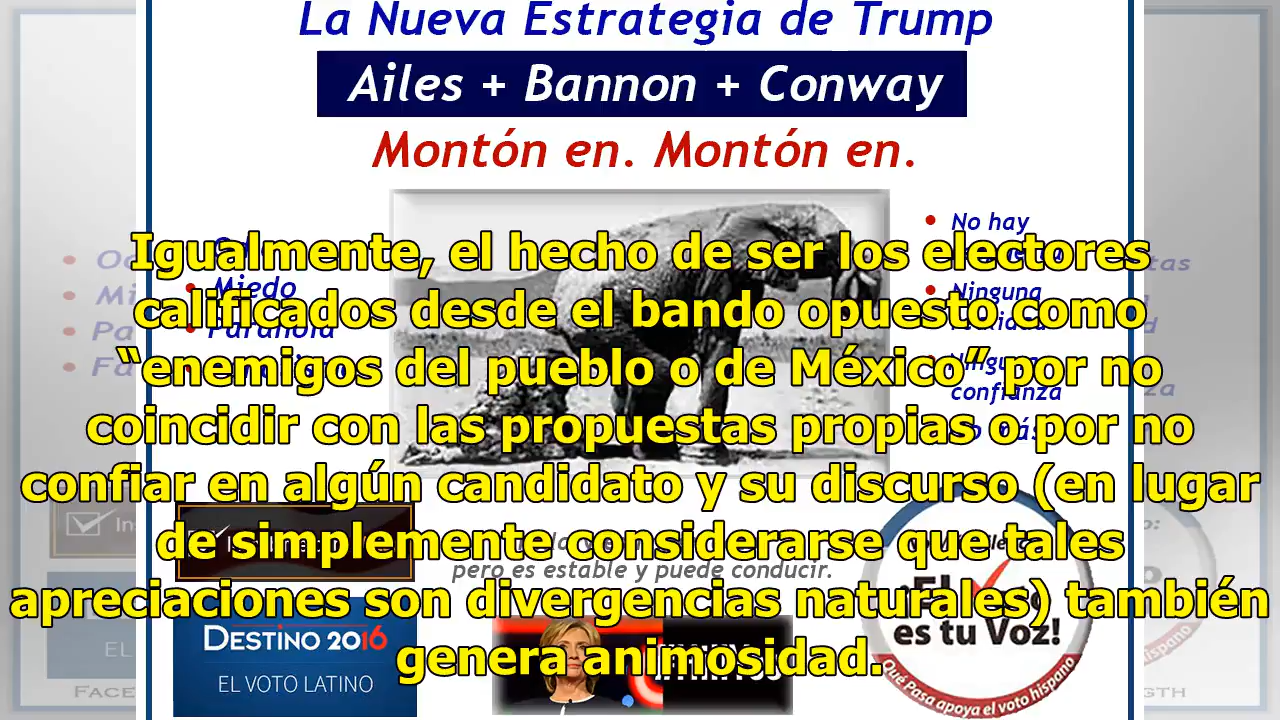 La Nueva Estrategia de Trump
Ailes + Bannon + Conway
Montón en. Montón en.
No hay
Ninguna
confianza
Miedo
Paranoia
Igualmente, el hecho de ser los electores
calificados desde el bando opuesto como
“enemigos del pueblo o de México” por no
coincidir con las propuestas propias o por no
confiar en algún candidato y su discurso (en lugar
de simplemente considerarse que tales
apreciaciones son divergencias naturales) también
genera animosidad.
pero es estable y puede conducir.
DESTINO 2016
EL VOTO LATINO
¡El
es tu Voz!
Qué Pasa apoya el voto hispano